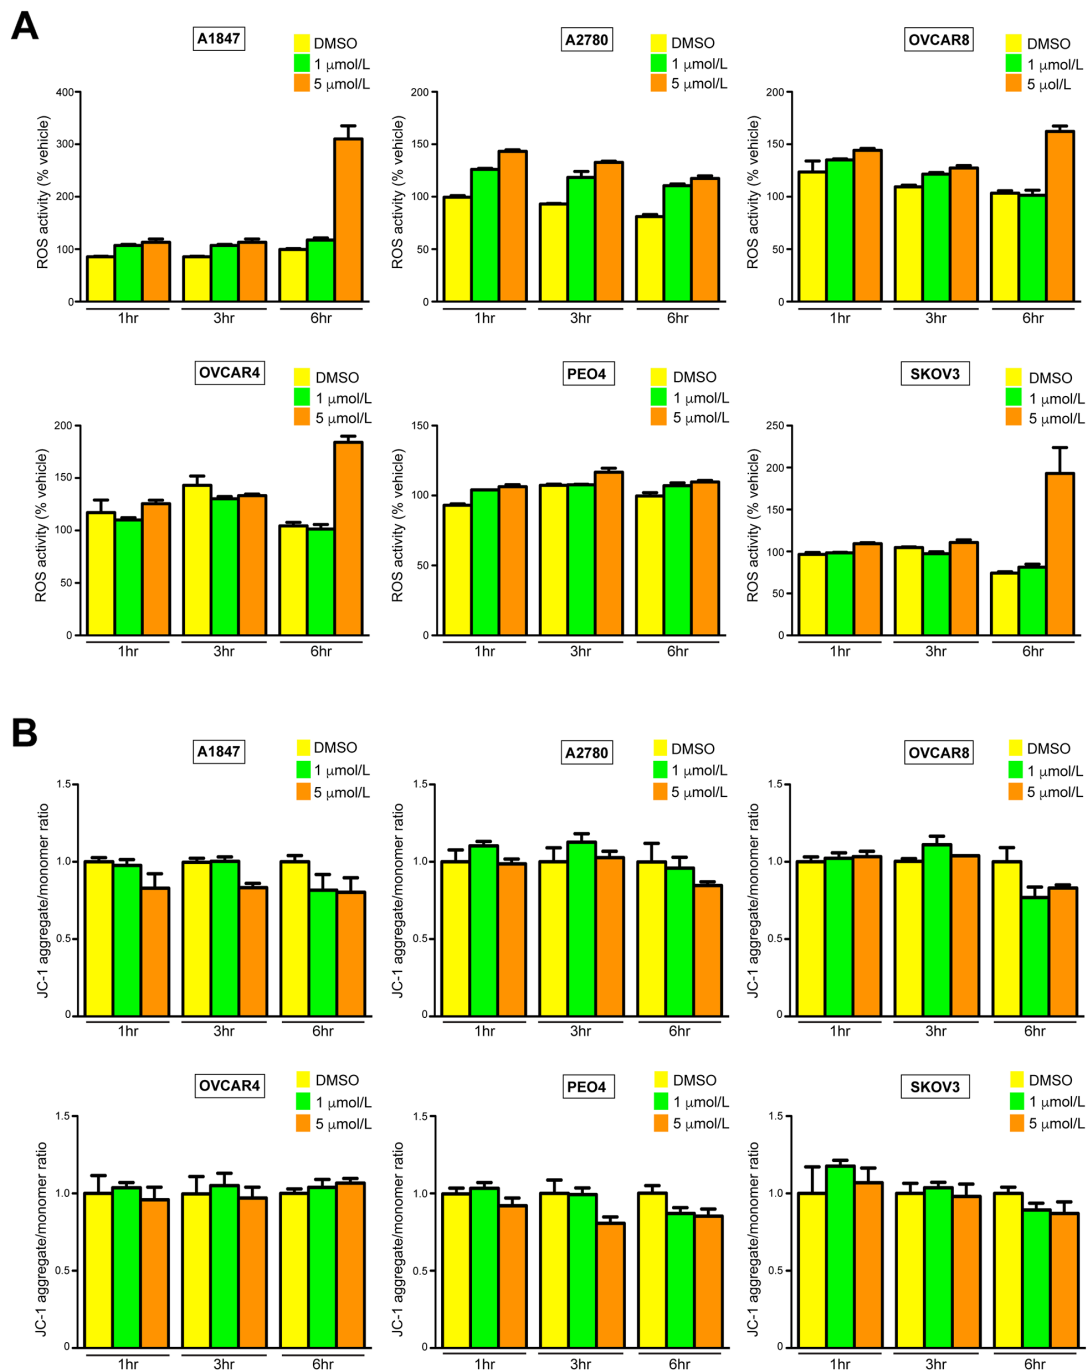 A
A1847
DMSO
1 μmol/L
5 μmol/L
ROS activity (% vehicle)
400
300
200
100
0
1hr 3hr 6hr
A2780
DMSO
1 μmol/L
5 μmol/L
ROS activity (% vehicle)
200
150
100
50
0
1hr 3hr 6hr
OVCAR8
DMSO
1 μmol/L
5 μmol/L
ROS activity (% vehicle)
200
150
100
50
0
1hr 3hr 6hr
OVCAR4
DMSO
1 μmol/L
5 μmol/L
ROS activity (% vehicle)
200
150
100
50
0
1hr 3hr 6hr
PEO4
DMSO
1 μmol/L
5 μmol/L
ROS activity (% vehicle)
150
100
50
0
1hr 3hr 6hr
SKOV3
DMSO
1 μmol/L
5 μmol/L
ROS activity (% vehicle)
250
200
150
100
50
0
1hr 3hr 6hr
B
A1847
DMSO
1 μmol/L
5 μmol/L
JC-1 aggregate/monomer ratio
1.5
1.0
0.5
0
1hr 3hr 6hr
A2780
DMSO
1 μmol/L
5 μmol/L
JC-1 aggregate/monomer ratio
1.5
1.0
0.5
0
1hr 3hr 6hr
OVCAR8
DMSO
1 μmol/L
5 μmol/L
JC-1 aggregate/monomer ratio
1.5
1.0
0.5
0
1hr 3hr 6hr
OVCAR4
DMSO
1 μmol/L
5 μmol/L
JC-1 aggregate/monomer ratio
1.5
1.0
0.5
0
1hr 3hr 6hr
PEO4
DMSO
1 μmol/L
5 μmol/L
JC-1 aggregate/monomer ratio
1.5
1.0
0.5
0
1hr 3hr 6hr
SKOV3
DMSO
1 μmol/L
5 μmol/L
JC-1 aggregate/monomer ratio
1.5
1.0
0.5
0
1hr 3hr 6hr